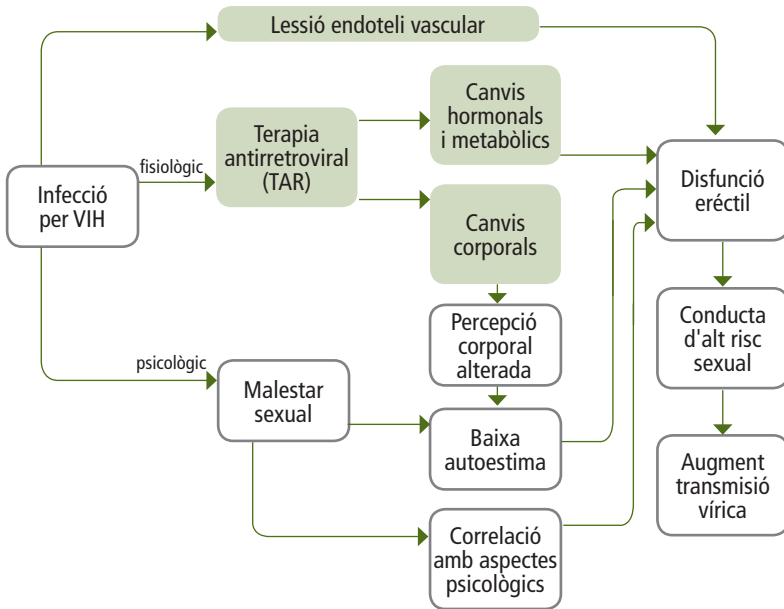 Lessió endoteli vascular
Canvis
hormonals
i metabòlics
Terapia
antirretroviral
(TAR)
fisiològic
Infecció
per VIH
Disfunció
eréctil
Canvis
corporals
Percepció
corporal
alterada
Conducta
d'alt risc
sexual
psicològic
Malestar
sexual
Baixa
autoestima
Augment
transmisió
vírica
Correlació
amb aspectes
psicològics